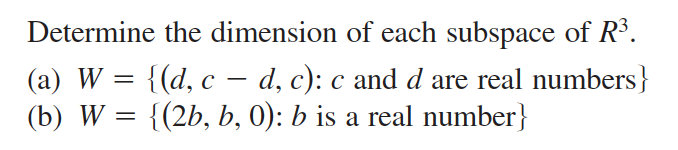 Determine the dimension of each subspace of R³.
(a) W = {(d, c − d, c): c and d are real numbers}
(b) W = {(2b, b, 0): b is a real number}